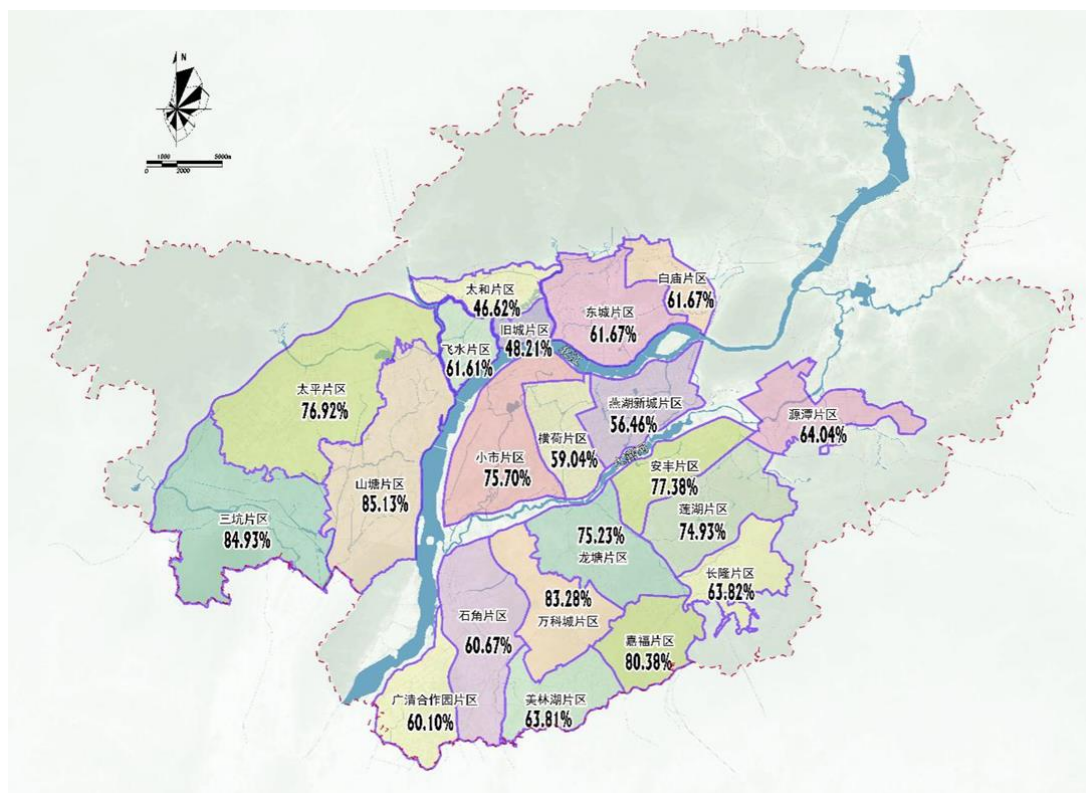 N
1000
5000m
0
2000
太和片区
46.62%
白庙片区
61.67%
旧城片区
48.21%
东城片区
61.67%
飞水片区
61.61%
太平片区
76.92%
燕湖新城片区
56.46%
源潭片区
64.04%
横荷片区
59.04%
小市片区
75.70%
安丰片区
77.38%
山塘片区
85.13%
莲湖片区
74.93%
三坑片区
84.93%
75.23%
龙塘片区
长隆片区
63.82%
83.28%
万科城片区
石角片区
60.67%
嘉福片区
80.38%
广清合作园片区
60.10%
美林湖片区
63.81%